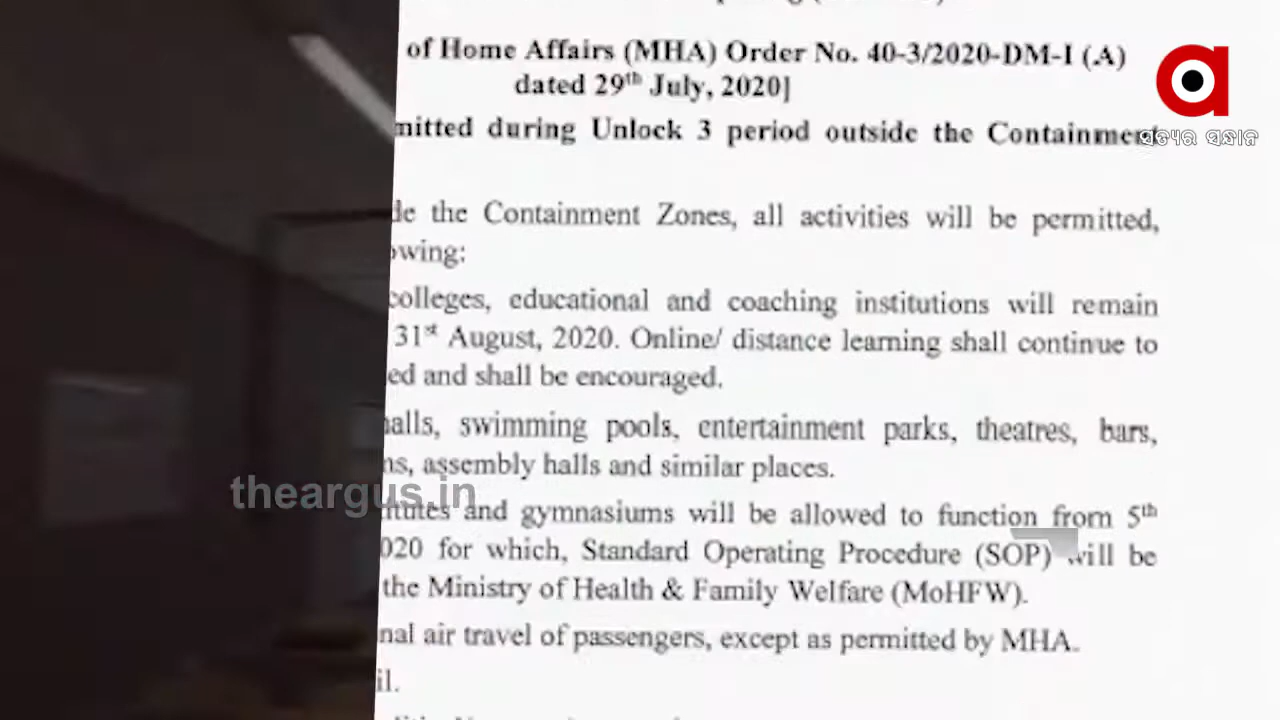 of Home Affairs (MHA) Order No. 40-3/2020-DM-I (A)
dated 29th July, 2020]
mitted during Unlock 3 period outside the Containment
de the Containment Zones, all activities will be permitted,
owing:
colleges, educational and coaching institutions will remain
31st August, 2020. Online/ distance learning shall continue to
ed and shall be encouraged.
alls, swimming pools, entertainment parks, theatres, bars,
ns, assembly halls and similar places.
theargus.in
itutes and gymnasiums will be allowed to function from 5th
020 for which, Standard Operating Procedure (SOP) will be
the Ministry of Health & Family Welfare (MoHFW).
nal air travel of passengers, except as permitted by MHA.
il.